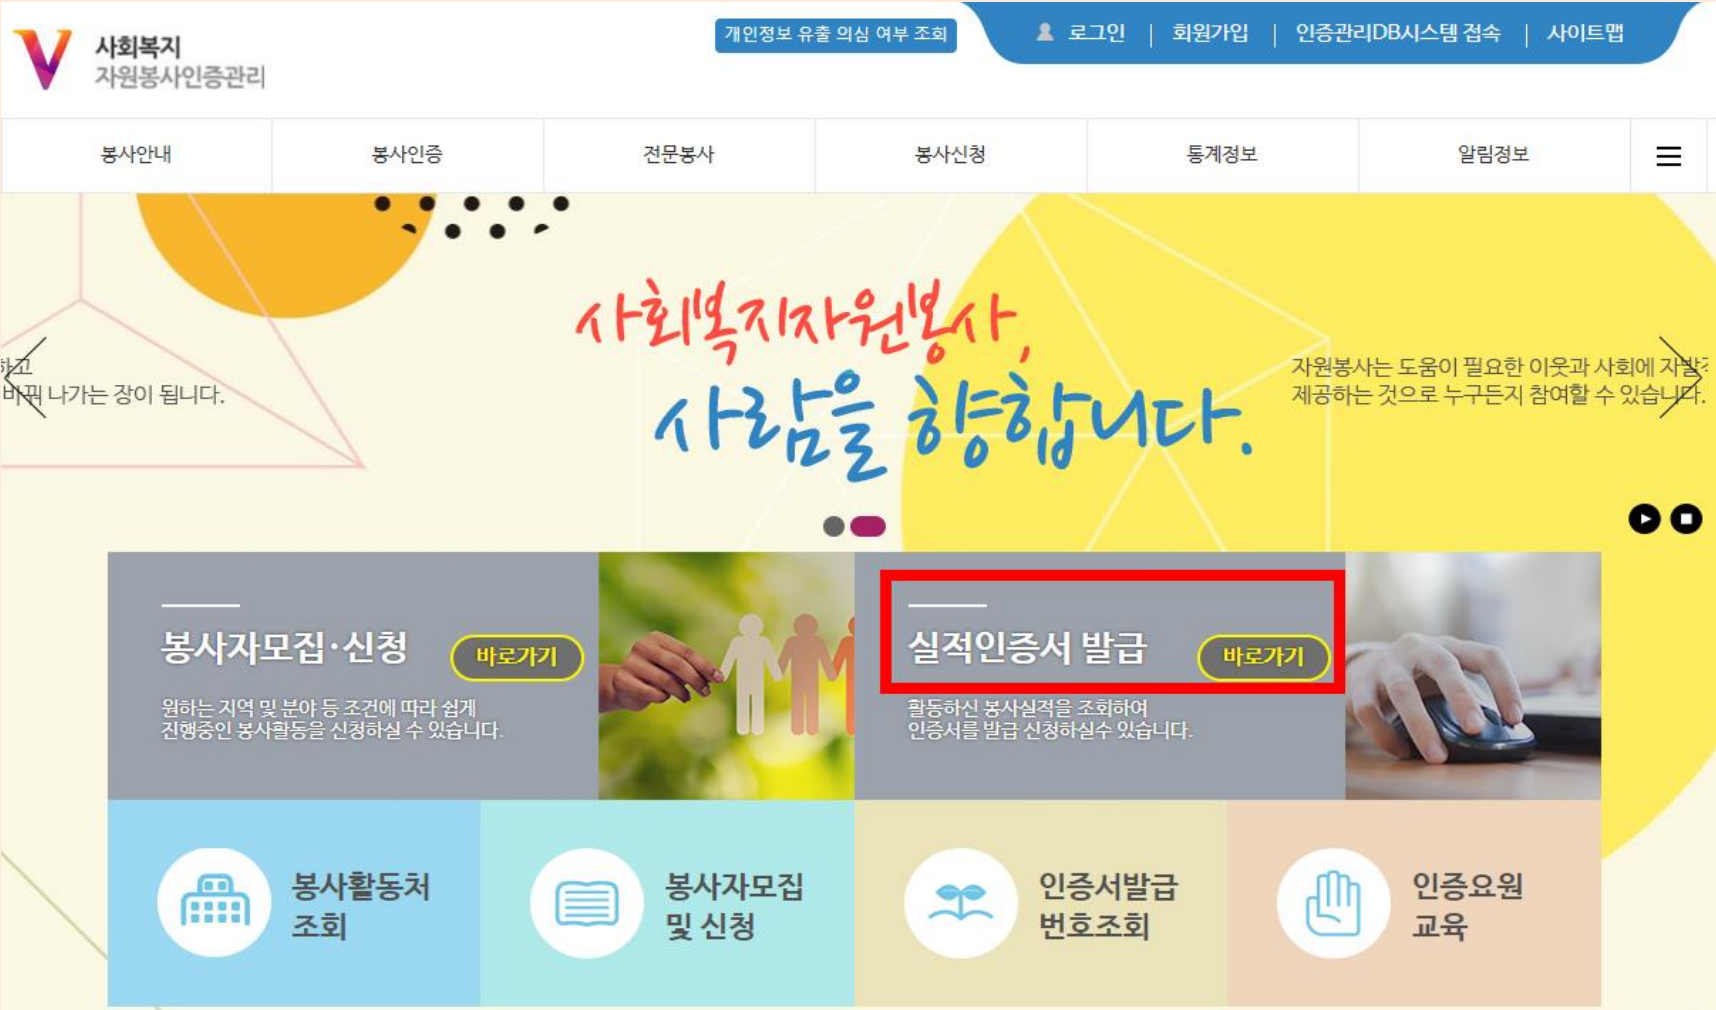 사회복지
자원봉사인증관리
개인정보 유출 의심 여부 조회
로그인 | 회원가입 | 인증관리DB시스템 접속 | 사이트맵
봉사안내 봉사인증 전문봉사 봉사신청 통계정보 알림정보
사회복지자원봉사,
사람을 향합니다.
하고
바꿔 나가는 장이 됩니다.
자원봉사는 도움이 필요한 이웃과 사회에 자발
제공하는 것으로 누구든지 참여할 수 있습니다.
봉사자모집·신청 바로가기
원하는 지역 및 분야 등 조건에 따라 쉽게
진행중인 봉사활동을 신청하실 수 있습니다.
실적인증서 발급 바로가기
활동하신 봉사실적을 조회하여
인증서를 발급 신청하실수 있습니다.
봉사활동처
조회
봉사자모집
및 신청
인증서발급
번호조회
인증요원
교육